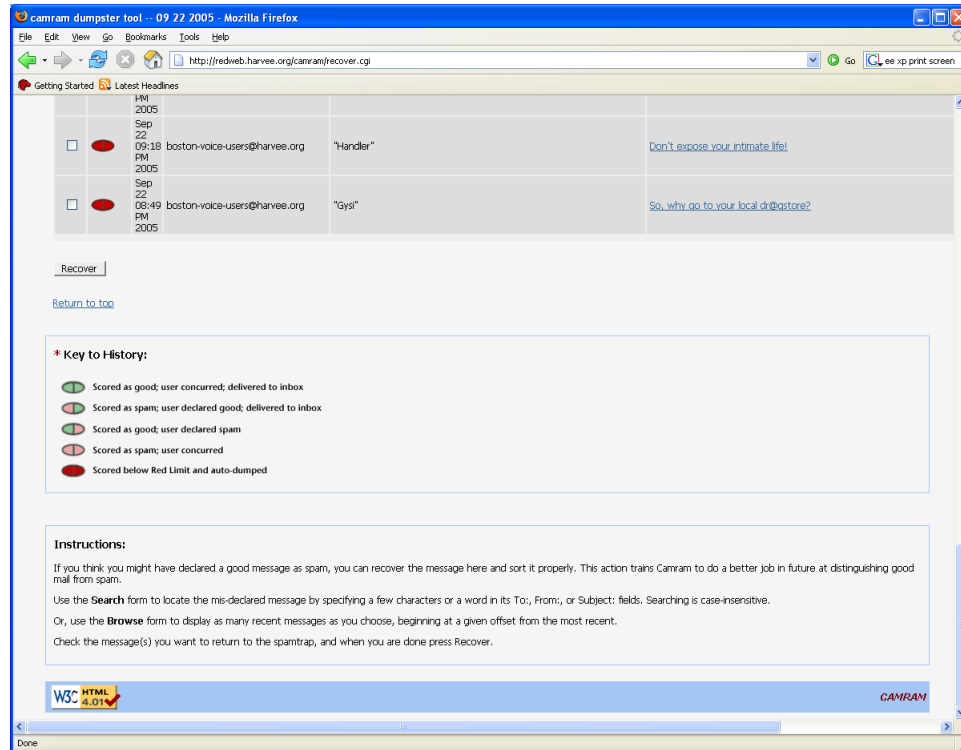 camram dumpster tool -- 09 22 2005 - Mozilla Firefox
File Edit View Go Bookmarks Tools Help
http://redweb.harvee.org/camram/recover.cgi Go G ee xp print screen
Getting Started Latest Headlines
PM
2005
Sep
22
09:18 boston-voice-users@harvee.org "Handler" Don't expose your intimate life!
PM
2005
Sep
22
08:49 boston-voice-users@harvee.org "Gysi" So, why go to your local dr@gstore?
PM
2005
Recover
Return to top
* Key to History:
Scored as good; user concurred; delivered to inbox
Scored as spam; user declared good; delivered to inbox
Scored as good; user declared spam
Scored as spam; user concurred
Scored below Red Limit and auto-dumped
Instructions:
If you think you might have declared a good message as spam, you can recover the message here and sort it properly. This action trains Camram to do a better job in future at distinguishing good
mail from spam.
Use the Search form to locate the mis-declared message by specifying a few characters or a word in its To:, From:, or Subject: fields. Searching is case-insensitive.
Or, use the Browse form to display as many recent messages as you choose, beginning at a given offset from the most recent.
Check the message(s) you want to return to the spamtrap, and when you are done press Recover.
W3C HTML 4.01 CAMRAM
Done